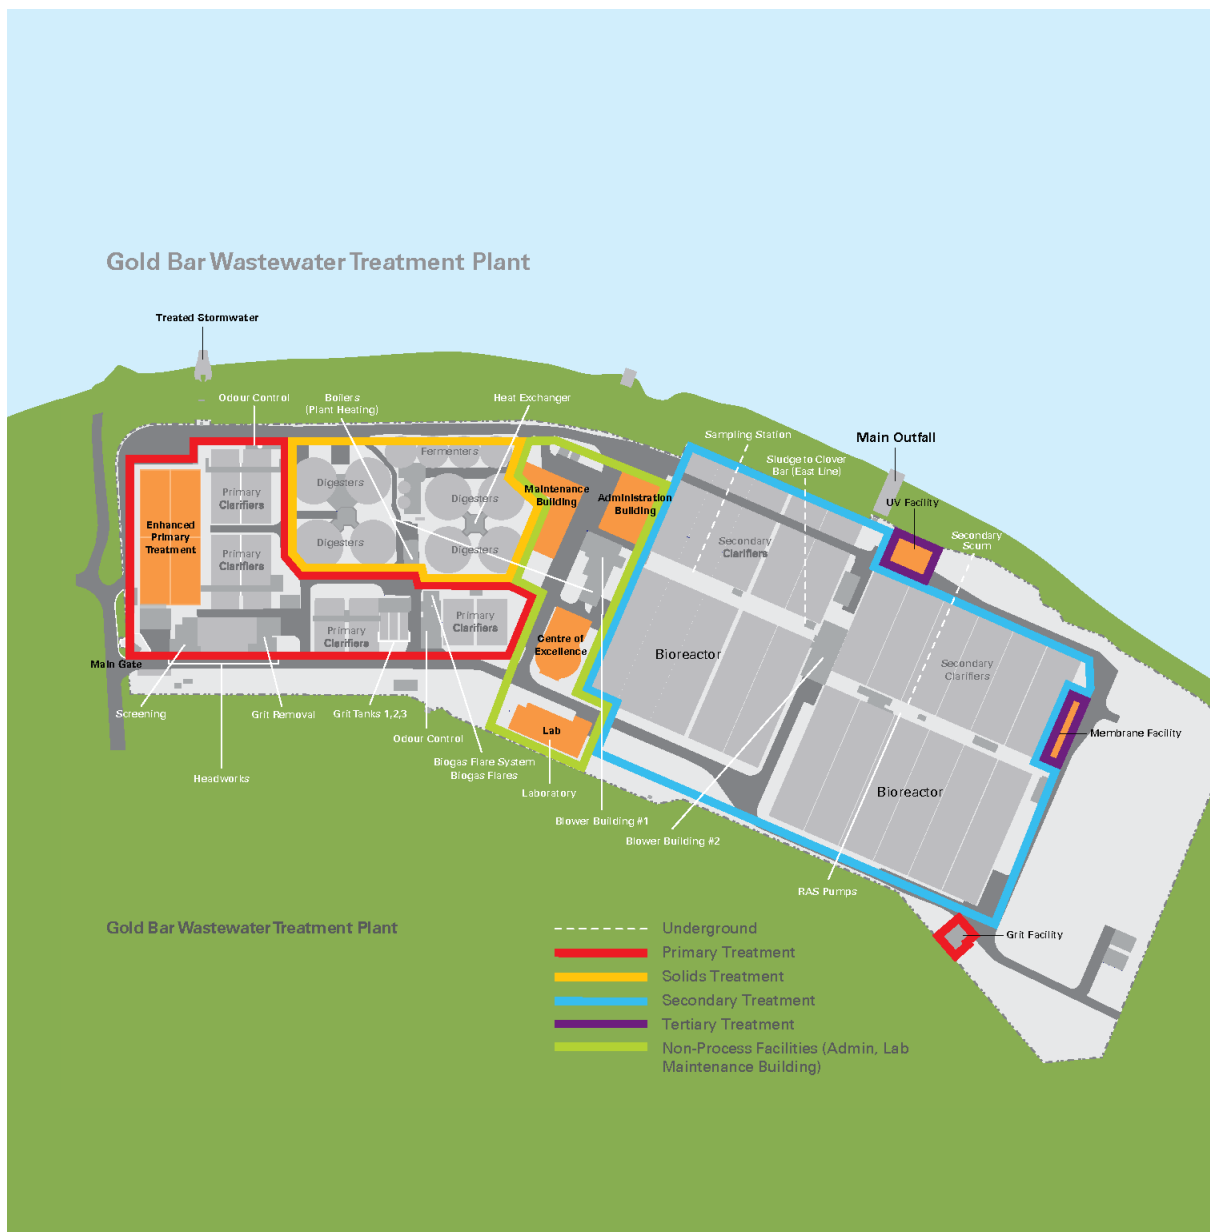 Gold Bar Wastewater Treatment Plant
Treated Stormwater
Odour Control
Boilers
(Plant Heating)
Heat Exchanger
Sampling Station
Main Outfall
Sludge to Clover
Bar (East Line)
UV Facility
Secondary
Scum
Fermenters
Digesters
Digesters
Digesters
Digesters
Primary
Clarifiers
Primary
Clarifiers
Primary
Clarifiers
Primary
Clarifiers
Enhanced
Primary
Treatment
Maintenance
Building
Administration
Building
Secondary
Clarifiers
Secondary
Clarifiers
Centre of
Excellence
Bioreactor
Bioreactor
Main Gate
Screening
Grit Removal
Grit Tanks 1,2,3
Odour Control
Headworks
Biogas Flare System
Biogas Flares
Lab
Laboratory
Blower Building #1
Blower Building #2
Membrane Facility
RAS Pumps
Grit Facility
Gold Bar Wastewater Treatment Plant
Underground
Primary Treatment
Solids Treatment
Secondary Treatment
Tertiary Treatment
Non-Process Facilities (Admin, Lab
Maintenance Building)